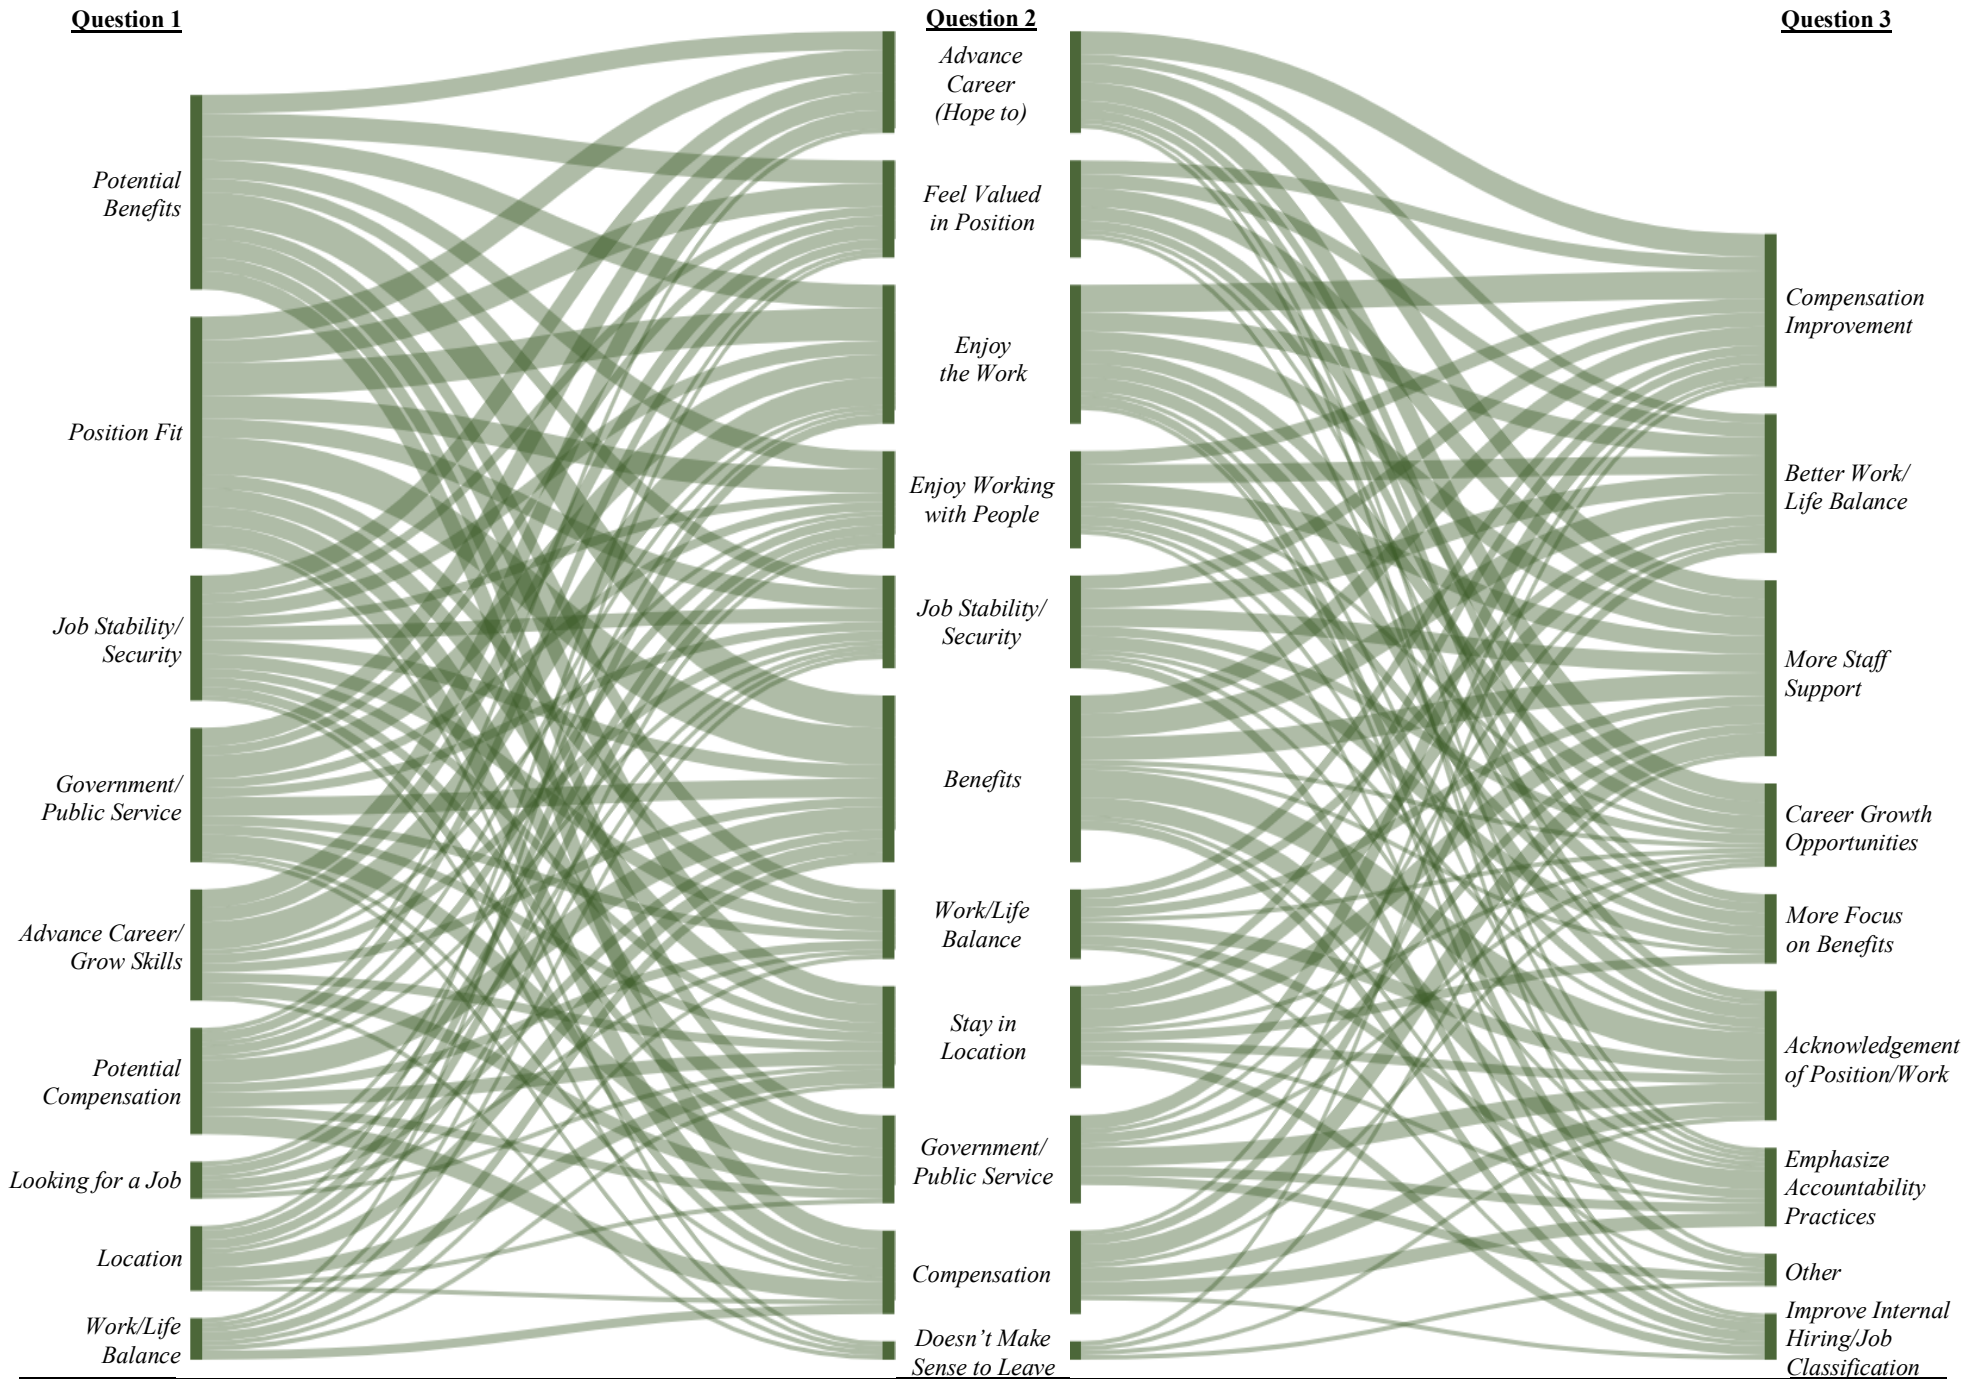 Question 1
Question 2
Question 3
Potential
Benefits
Position Fit
Job Stability/
Security
Government/
Public Service
Advance Career/
Grow Skills
Potential
Compensation
Looking for a Job
Location
Work/Life
Balance
Advance
Career
(Hope to)
Feel Valued
in Position
Enjoy
the Work
Enjoy Working
with People
Job Stability/
Security
Benefits
Work/Life
Balance
Stay in
Location
Government/
Public Service
Compensation
Doesn’t Make
Sense to Leave
Compensation
Improvement
Better Work/
Life Balance
More Staff
Support
Career Growth
Opportunities
More Focus
on Benefits
Acknowledgement
of Position/Work
Emphasize
Accountability
Practices
Other
Improve Internal
Hiring/Job
Classification